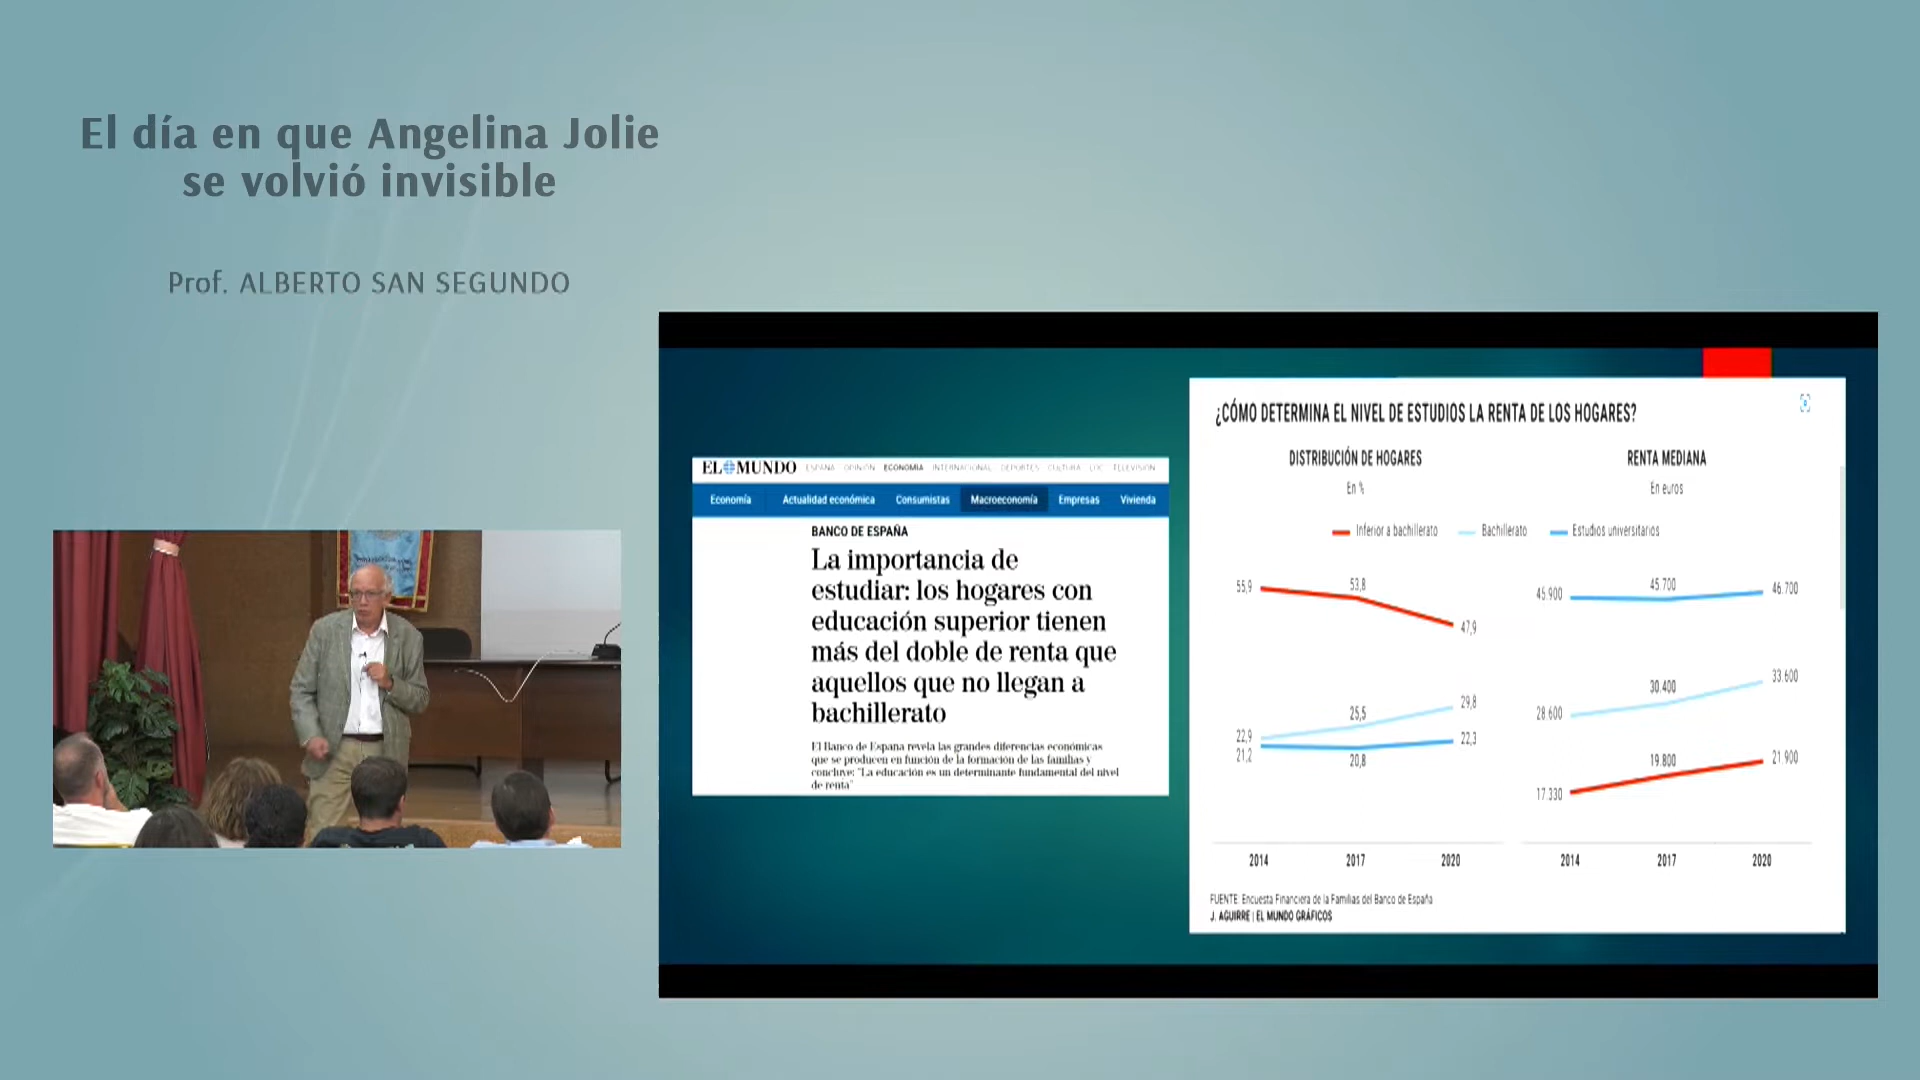 El día en que Angelina Jolie
se volvió invisible
Prof. ALBERTO SAN SEGUNDO
EL MUNDO ESPAÑA OPINIÓN ECONOMÍA INTERNACIONAL DEPORTES CULTURA LOC TELEVISIÓN
Economía Actualidad económica Consumistas Macroeconomía Empresas Vivienda
BANCO DE ESPAÑA
La importancia de
estudiar: los hogares con
educación superior tienen
más del doble de renta que
aquellos que no llegan a
bachillerato
El Banco de Espana revela las grandes diferencias económicas
que se producen en función de la formación de las familias y
concluye: "La educación es un determinante fundamental del nivel
de renta"
¿CÓMO DETERMINA EL NIVEL DE ESTUDIOS LA RENTA DE LOS HOGARES?
DISTRIBUCIÓN DE HOGARES
En %
RENTA MEDIANA
En euros
Inferior a bachillerato Bachillerato Estudios universitarios
55,9 53,8 47,9
22,9 25,5 29,8
21,2 20,8 22,3
2014 2017 2020
45.900 45.700 46.700
28.600 30.400 33.600
17.330 19.800 21.900
2014 2017 2020
FUENTE: Encuesta Financiera de la Familias del Banco de España
J. AGUIRRE | EL MUNDO GRÁFICOS